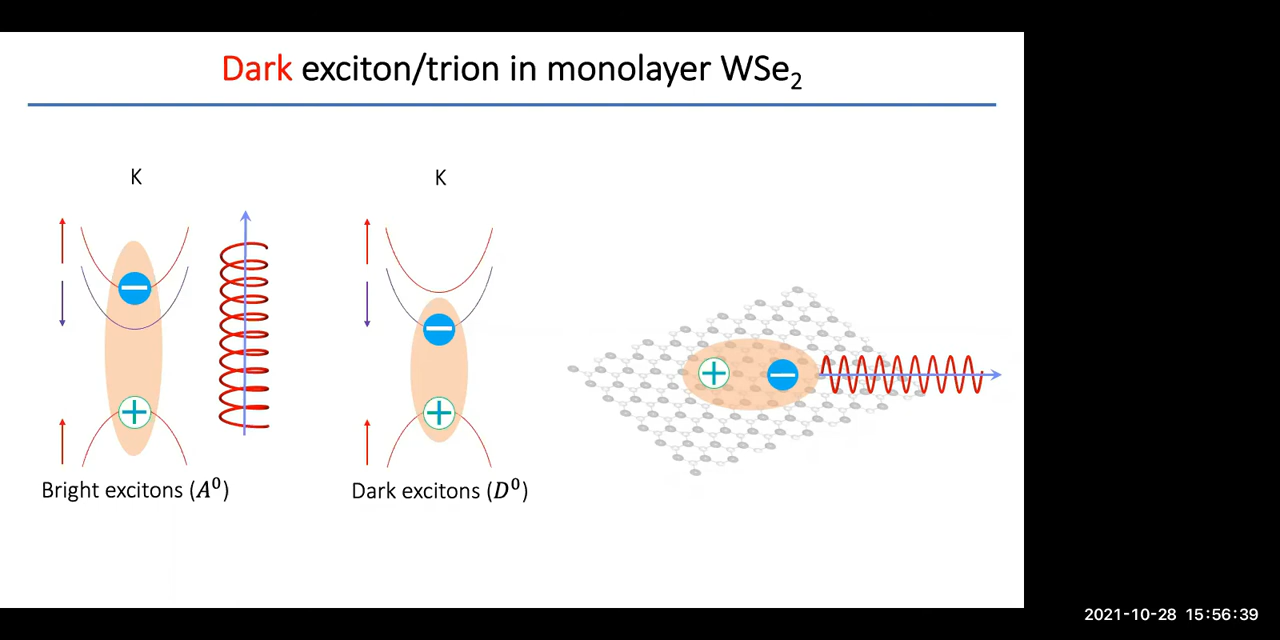 Dark exciton/trion in monolayer WSe₂
K
K
Bright excitons (A⁰)
Dark excitons (D⁰)
2021-10-28 15:56:39